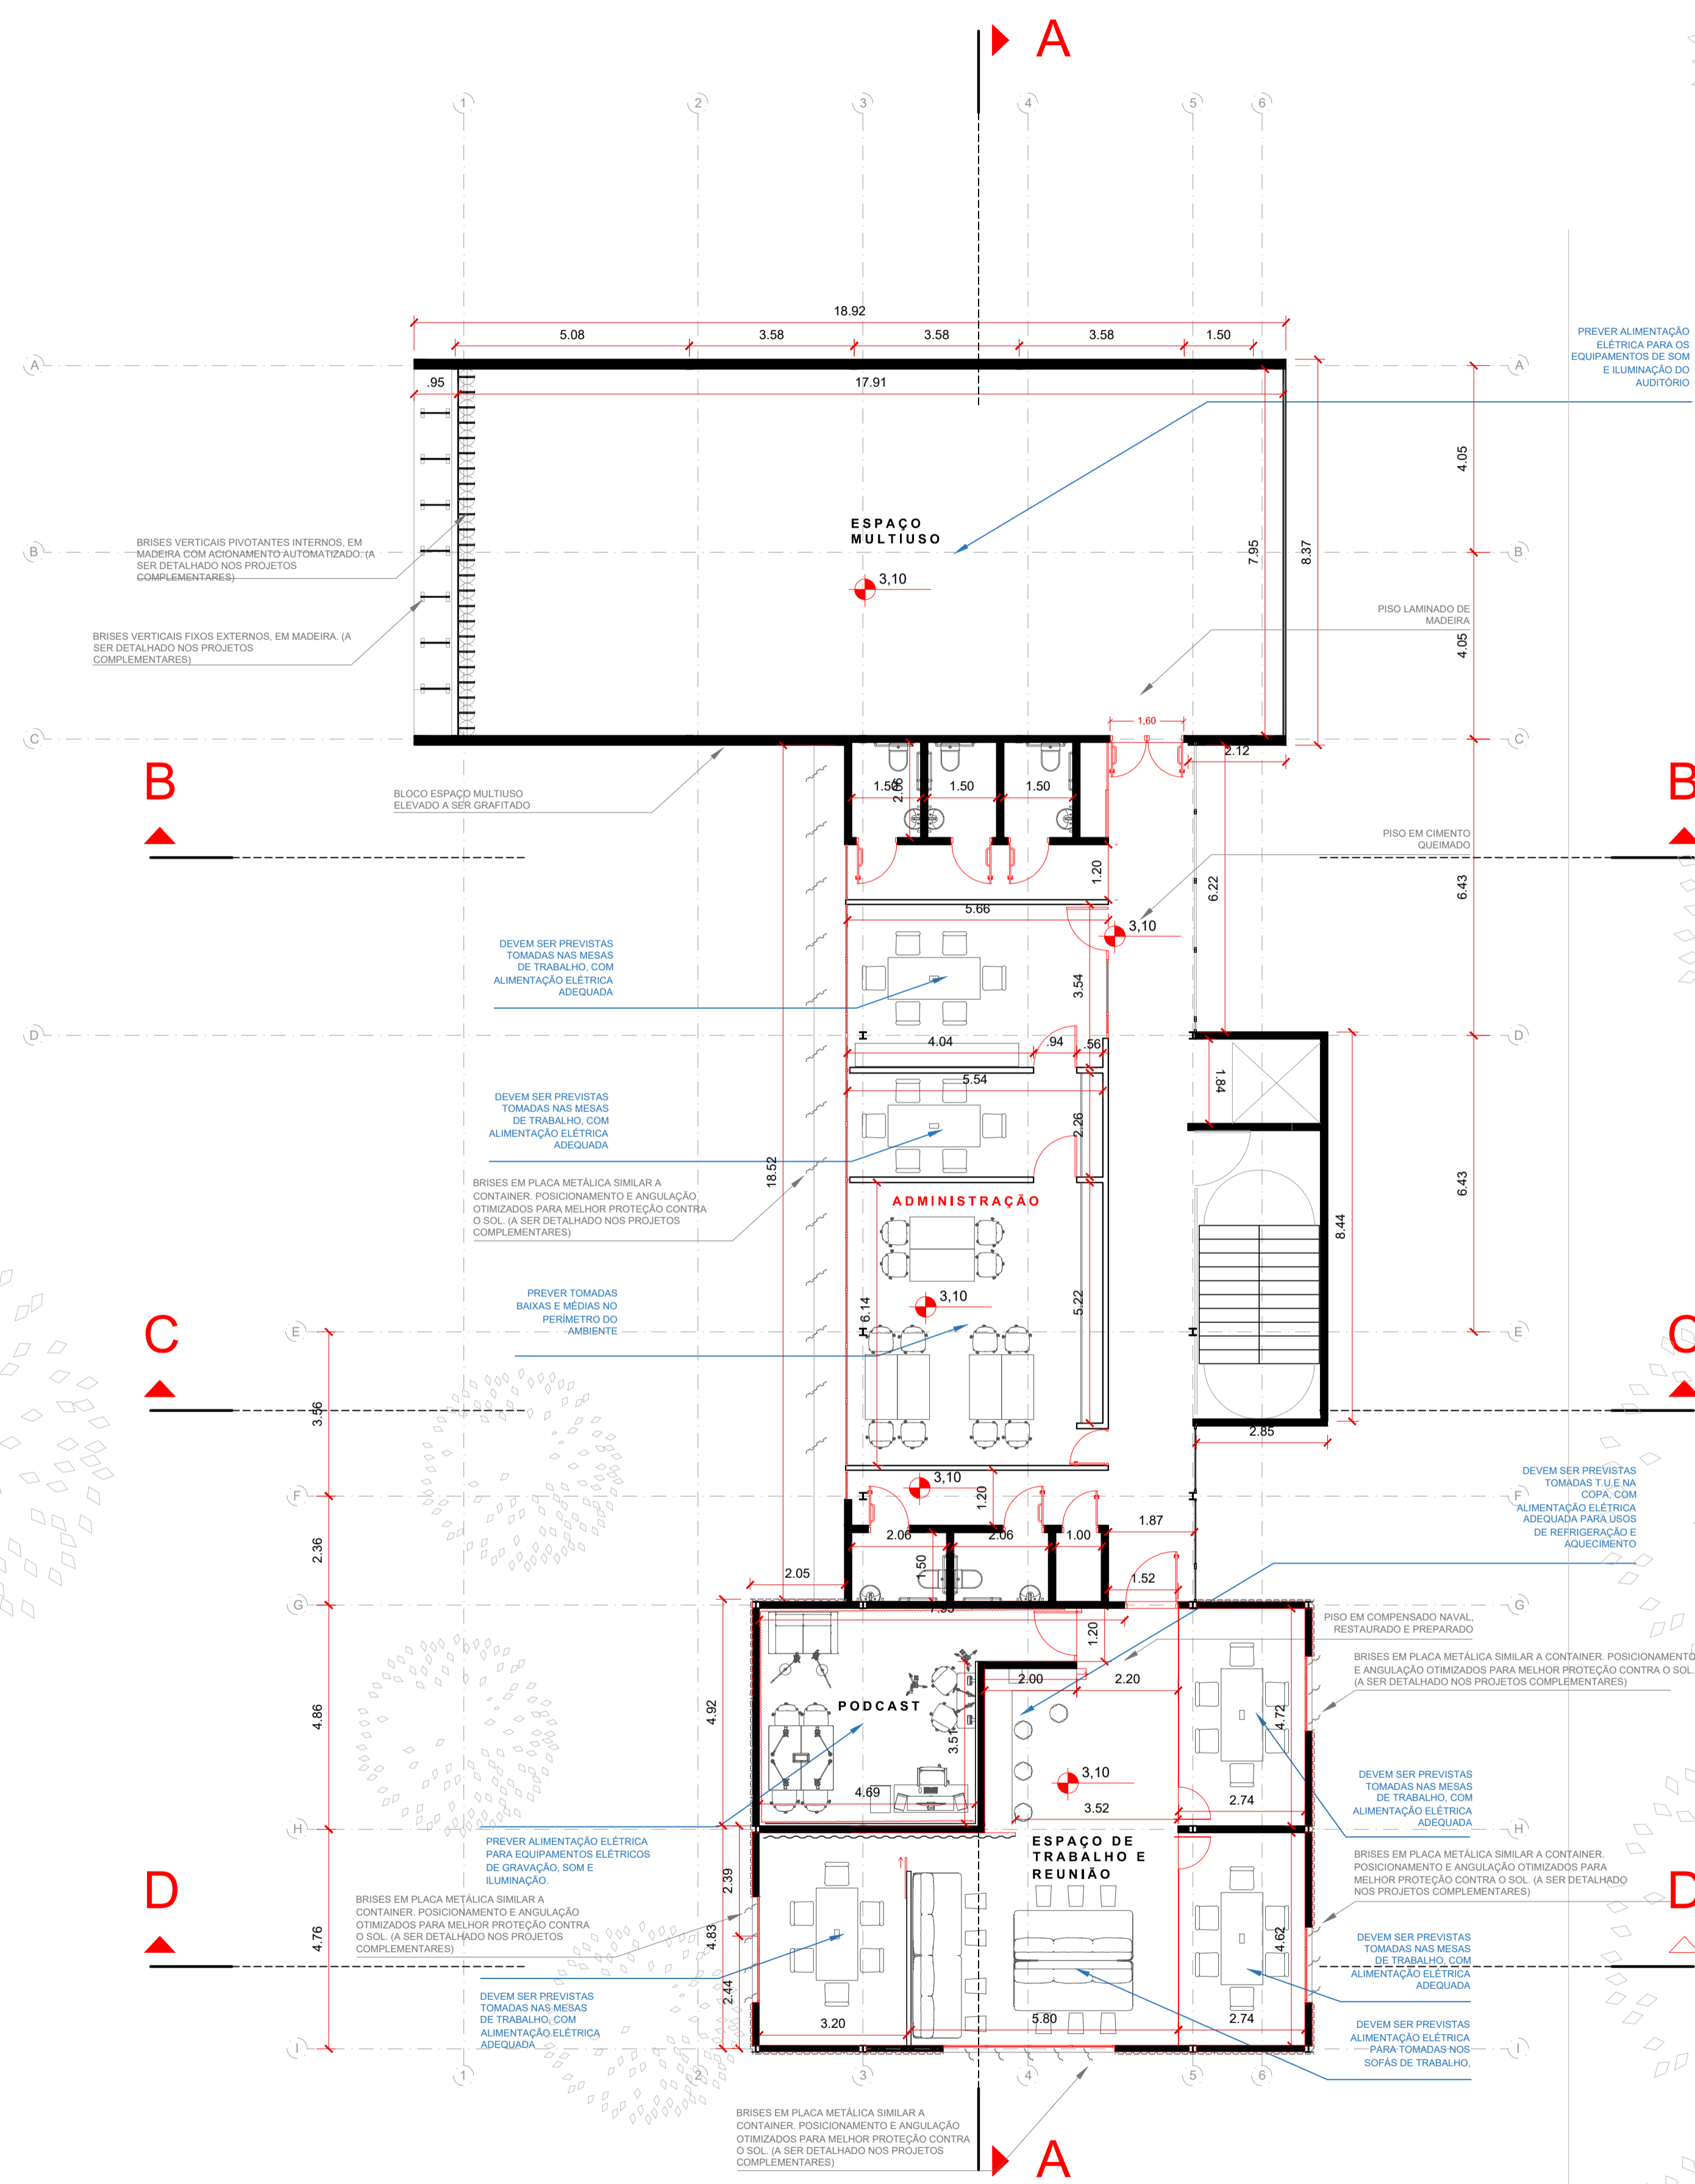 A
1
2
3
4
5
6
18.92
5.08
3.58
3.58
3.58
1.50
PREVER ALIMENTAÇÃO
ELÉTRICA PARA OS
EQUIPAMENTOS DE SOM
E ILUMINAÇÃO DO
AUDITÓRIO
A
A
.95
17.91
4.05
ESPAÇO
MULTIUSO
7.95
8.37
B
B
BRISES VERTICAIS PIVOTANTES INTERNOS, EM
MADEIRA COM ACIONAMENTO AUTOMATIZADO. (A
SER DETALHADO NOS PROJETOS
COMPLEMENTARES)
3,10
PISO LAMINADO DE
MADEIRA
BRISES VERTICAIS FIXOS EXTERNOS, EM MADEIRA. (A
SER DETALHADO NOS PROJETOS
COMPLEMENTARES)
4.05
1,60
C
C
2.12
B
B
BLOCO ESPAÇO MULTIUSO
ELEVADO A SER GRAFITADO
1.50
1.50
1.50
PISO EM CIMENTO
QUEIMADO
1.20
6.22
6.43
5.66
3,10
DEVEM SER PREVISTAS
TOMADAS NAS MESAS
DE TRABALHO, COM
ALIMENTAÇÃO ELÉTRICA
ADEQUADA
3.54
D
D
4.04
.94
.56
5.54
1.84
DEVEM SER PREVISTAS
TOMADAS NAS MESAS
DE TRABALHO, COM
ALIMENTAÇÃO ELÉTRICA
ADEQUADA
2.26
18.52
6.43
BRISES EM PLACA METÁLICA SIMILAR A
CONTAINER. POSICIONAMENTO E ANGULAÇÃO
OTIMIZADOS PARA MELHOR PROTEÇÃO CONTRA
O SOL. (A SER DETALHADO NOS PROJETOS
COMPLEMENTARES)
ADMINISTRAÇÃO
8.44
PREVER TOMADAS
BAIXAS E MÉDIAS NO
PERÍMETRO DO
AMBIENTE
3,10
6.14
5.22
E
E
C
C
3.56
2.85
3,10
DEVEM SER PREVISTAS
TOMADAS T.U.E NA
COPA, COM
ALIMENTAÇÃO ELÉTRICA
ADEQUADA PARA USOS
DE REFRIGERAÇÃO E
AQUECIMENTO
F
F
1.20
2.36
2.06
2.06
1.00
1.87
1.50
2.05
1.52
G
G
7.95
PISO EM COMPENSADO NAVAL,
RESTAURADO E PREPARADO
1.20
BRISES EM PLACA METÁLICA SIMILAR A CONTAINER. POSICIONAMENTO
E ANGULAÇÃO OTIMIZADOS PARA MELHOR PROTEÇÃO CONTRA O SOL.
(A SER DETALHADO NOS PROJETOS COMPLEMENTARES)
2.00
2.20
4.86
4.92
PODCAST
4.72
3.51
3,10
DEVEM SER PREVISTAS
TOMADAS NAS MESAS
DE TRABALHO, COM
ALIMENTAÇÃO ELÉTRICA
ADEQUADA
4.69
3.52
2.74
H
H
PREVER ALIMENTAÇÃO ELÉTRICA
PARA EQUIPAMENTOS ELÉTRICOS
DE GRAVAÇÃO, SOM E
ILUMINAÇÃO.
ESPAÇO DE
TRABALHO E
REUNIÃO
BRISES EM PLACA METÁLICA SIMILAR A CONTAINER.
POSICIONAMENTO E ANGULAÇÃO OTIMIZADOS PARA
MELHOR PROTEÇÃO CONTRA O SOL. (A SER DETALHADO
NOS PROJETOS COMPLEMENTARES)
D
D
2.39
BRISES EM PLACA METÁLICA SIMILAR A
CONTAINER. POSICIONAMENTO E ANGULAÇÃO
OTIMIZADOS PARA MELHOR PROTEÇÃO CONTRA
O SOL. (A SER DETALHADO NOS PROJETOS
COMPLEMENTARES)
4.76
4.83
4.62
DEVEM SER PREVISTAS
TOMADAS NAS MESAS
DE TRABALHO, COM
ALIMENTAÇÃO ELÉTRICA
ADEQUADA
2.44
DEVEM SER PREVISTAS
TOMADAS NAS MESAS
DE TRABALHO, COM
ALIMENTAÇÃO ELÉTRICA
ADEQUADA
3.20
5.80
2.74
DEVEM SER PREVISTAS
ALIMENTAÇÃO ELÉTRICA
PARA TOMADAS NOS
SOFÁS DE TRABALHO,
I
I
1
2
3
4
5
6
BRISES EM PLACA METÁLICA SIMILAR A
CONTAINER. POSICIONAMENTO E ANGULAÇÃO
OTIMIZADOS PARA MELHOR PROTEÇÃO CONTRA
O SOL. (A SER DETALHADO NOS PROJETOS
COMPLEMENTARES)
A